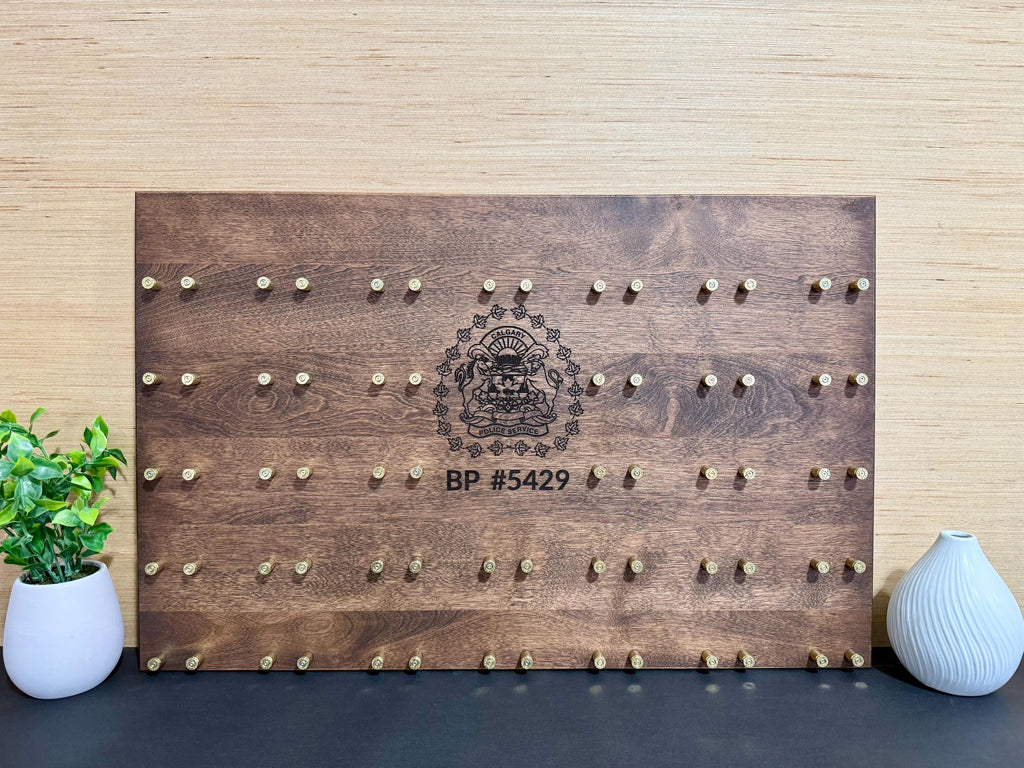 CALGARY
POLICE SERVICE
BP #5429